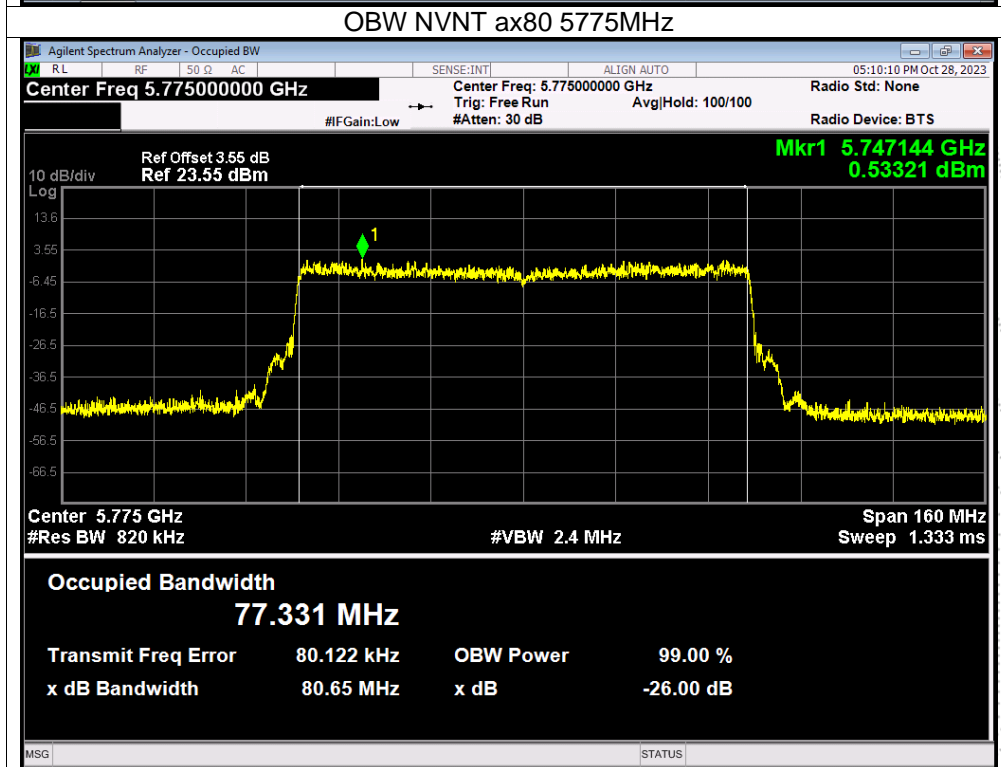 OBW NVNT ax80 5775MHz
Agilent Spectrum Analyzer - Occupied BW
LXI RL RF 50 Ω AC SENSE:INT ALIGN AUTO 05:10:10 PM Oct 28, 2023
Center Freq 5.775000000 GHz Center Freq: 5.775000000 GHz Radio Std: None
Trig: Free Run Avg|Hold: 100/100
#IFGain:Low #Atten: 30 dB Radio Device: BTS
Ref Offset 3.55 dB Mkr1 5.747144 GHz
10 dB/div Ref 23.55 dBm 0.53321 dBm
Log
13.6
1
3.55
-6.45
-16.5
-26.5
-36.5
-46.5
-56.5
-66.5
Center 5.775 GHz Span 160 MHz
#Res BW 820 kHz #VBW 2.4 MHz Sweep 1.333 ms
Occupied Bandwidth
77.331 MHz
Transmit Freq Error 80.122 kHz OBW Power 99.00 %
x dB Bandwidth 80.65 MHz x dB -26.00 dB
MSG STATUS